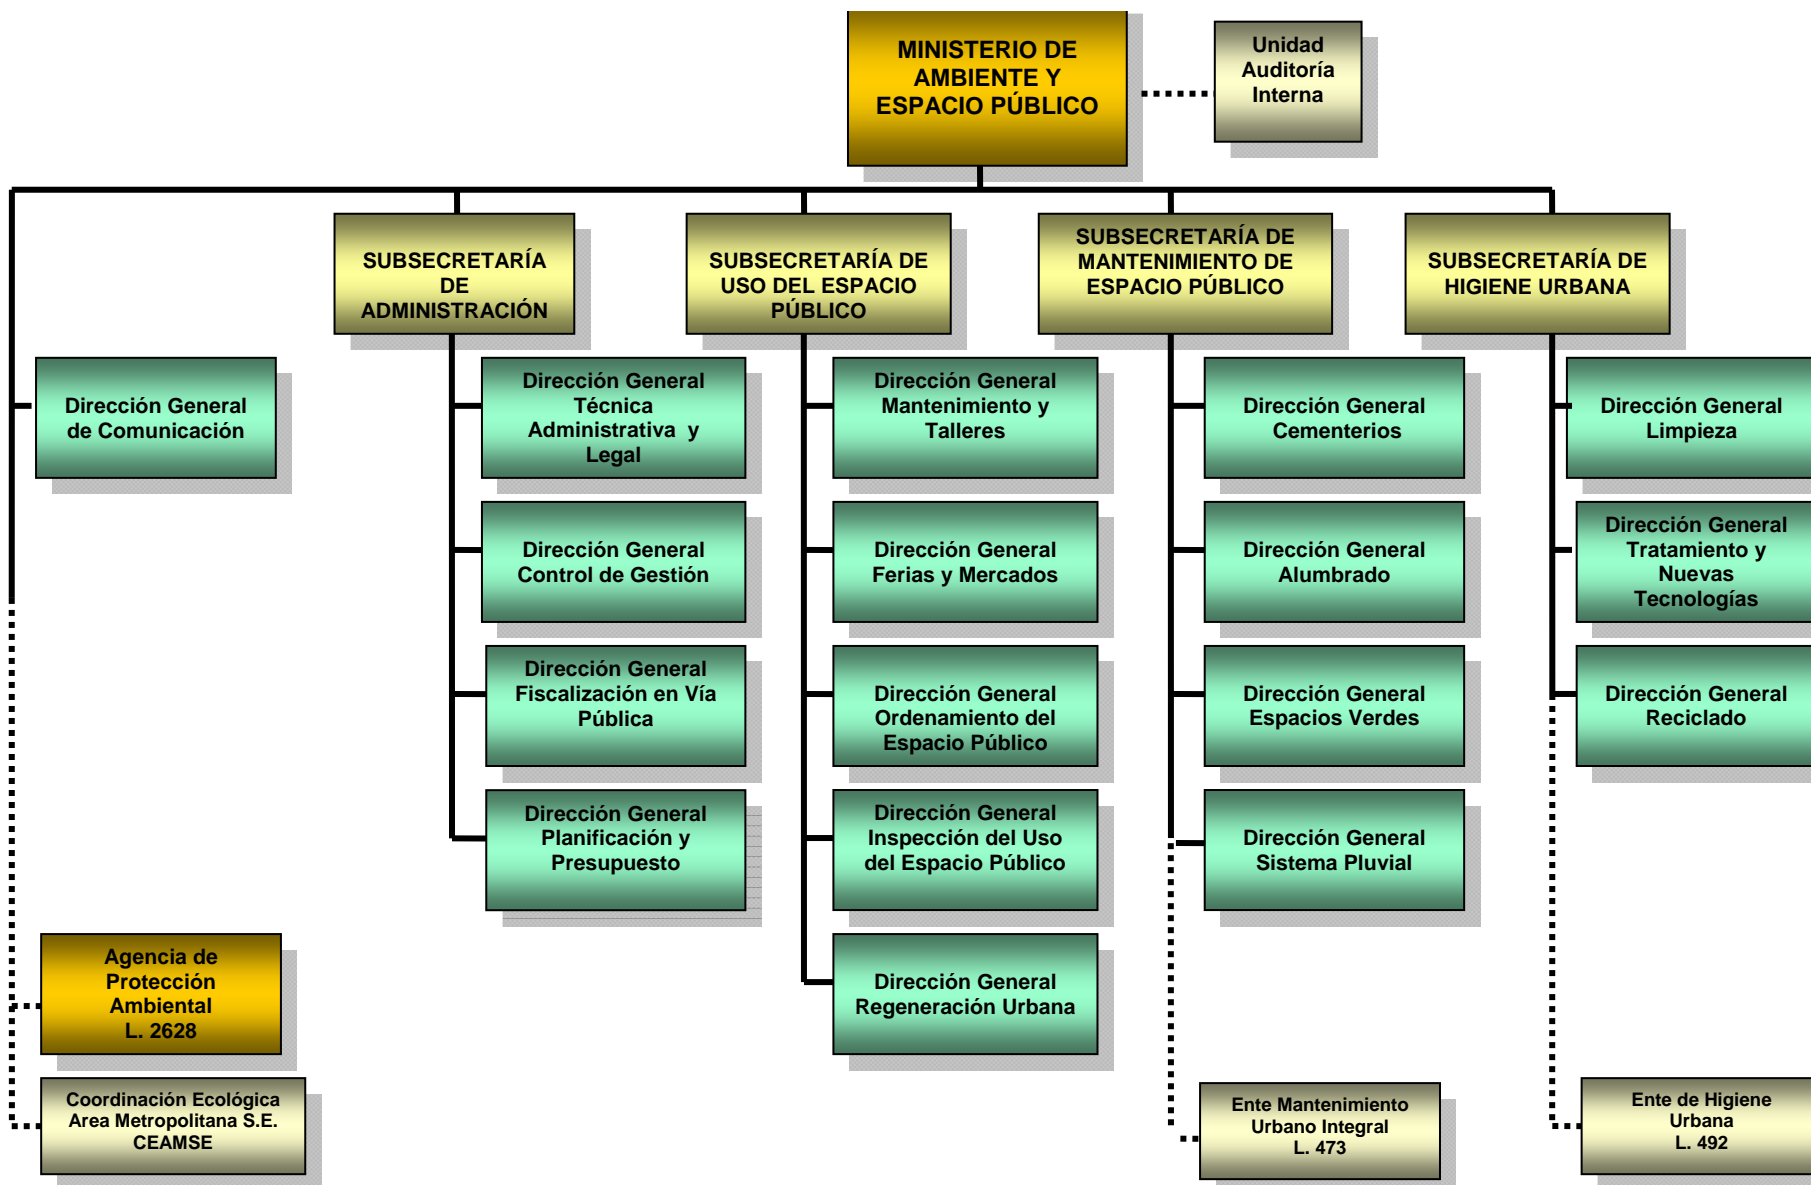 MINISTERIO DE
AMBIENTE Y
ESPACIO PÚBLICO
Unidad
Auditoría
Interna
SUBSECRETARÍA
DE
ADMINISTRACIÓN
SUBSECRETARÍA DE
USO DEL ESPACIO
PÚBLICO
SUBSECRETARÍA DE
MANTENIMIENTO DE
ESPACIO PÚBLICO
SUBSECRETARÍA DE
HIGIENE URBANA
Dirección General
de Comunicación
Dirección General
Técnica
Administrativa y
Legal
Dirección General
Mantenimiento y
Talleres
Dirección General
Cementerios
Dirección General
Limpieza
Dirección General
Control de Gestión
Dirección General
Ferias y Mercados
Dirección General
Alumbrado
Dirección General
Tratamiento y
Nuevas
Tecnologías
Dirección General
Fiscalización en Vía
Pública
Dirección General
Ordenamiento del
Espacio Público
Dirección General
Espacios Verdes
Dirección General
Reciclado
Dirección General
Planificación y
Presupuesto
Dirección General
Inspección del Uso
del Espacio Público
Dirección General
Sistema Pluvial
Agencia de
Protección
Ambiental
L. 2628
Dirección General
Regeneración Urbana
Coordinación Ecológica
Area Metropolitana S.E.
CEAMSE
Ente Mantenimiento
Urbano Integral
L. 473
Ente de Higiene
Urbana
L. 492